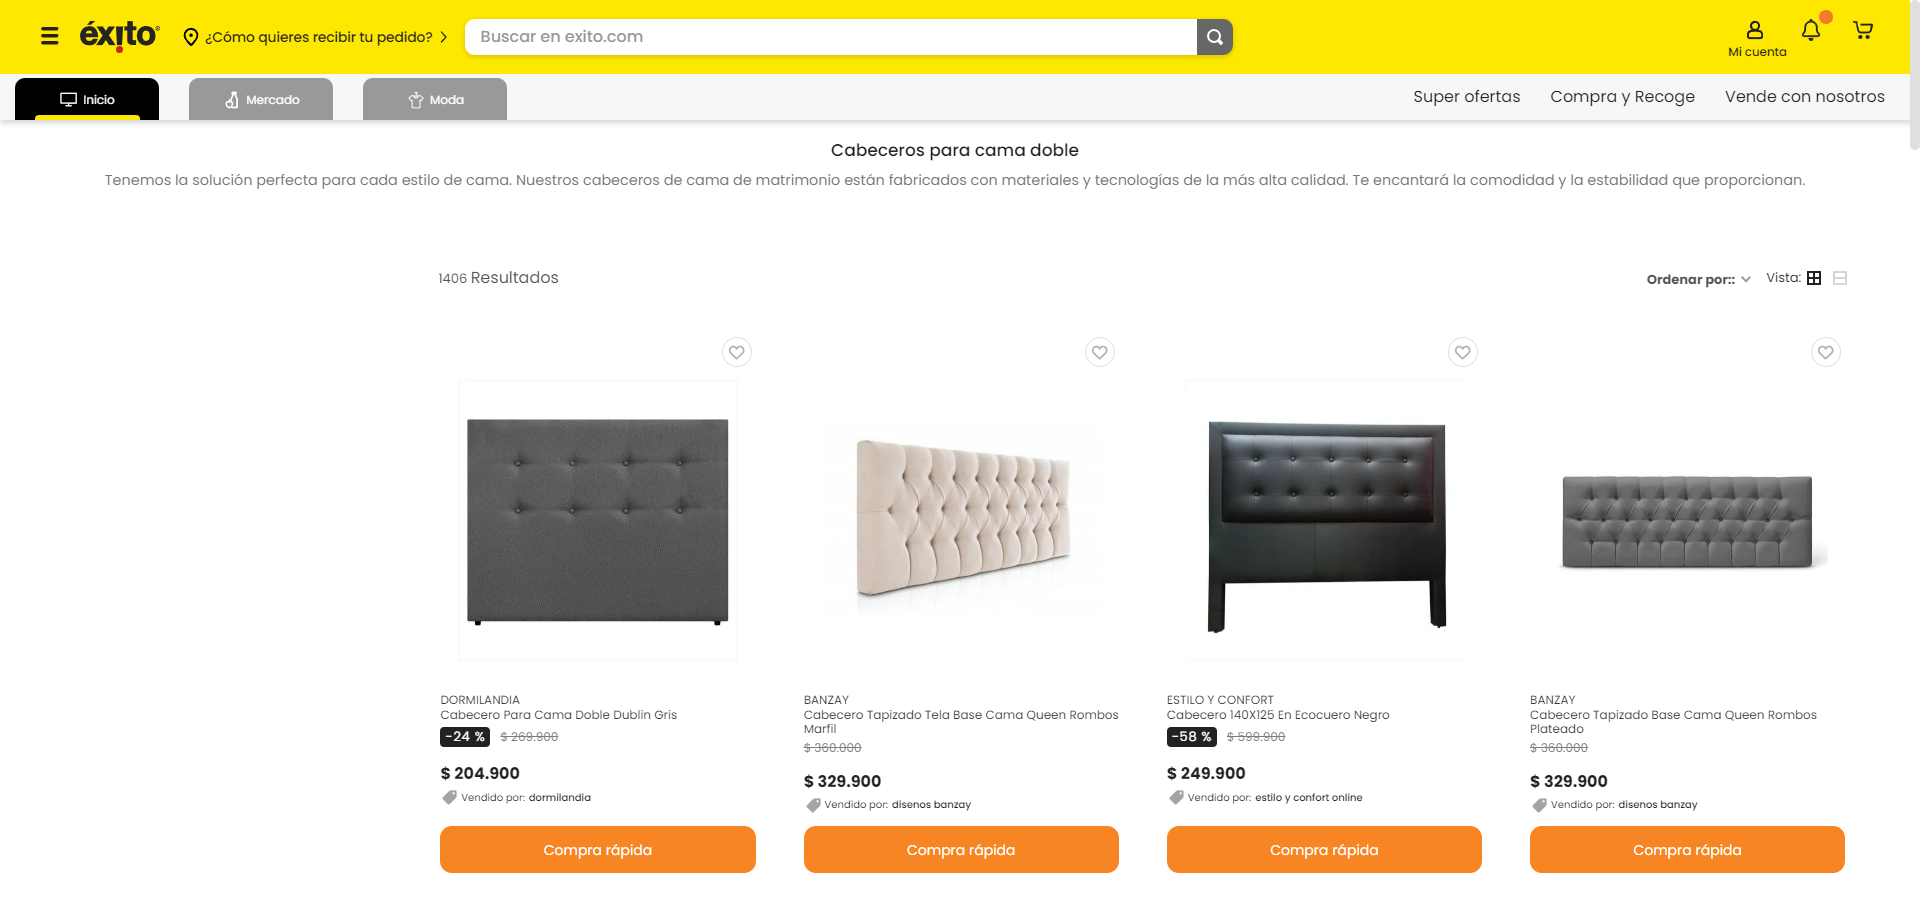 éxito
¿Cómo quieres recibir tu pedido?
Buscar en exito.com
Mi cuenta
Inicio
Mercado
Moda
Super ofertas
Compra y Recoge
Vende con nosotros
Cabeceros para cama doble
Tenemos la solución perfecta para cada estilo de cama. Nuestros cabeceros de cama de matrimonio están fabricados con materiales y tecnologías de la más alta calidad. Te encantará la comodidad y la estabilidad que proporcionan.
1406 Resultados
Ordenar por::
Vista:
DORMILANDIA
Cabecero Para Cama Doble Dublin Gris
-24 % $ 269.900
$ 204.900
Vendido por: dormilandia
Compra rápida
BANZAY
Cabecero Tapizado Tela Base Cama Queen Rombos
Marfil
$ 360.000
$ 329.900
Vendido por: disenos banzay
Compra rápida
ESTILO Y CONFORT
Cabecero 140X125 En Ecocuero Negro
-58 % $ 599.900
$ 249.900
Vendido por: estilo y confort online
Compra rápida
BANZAY
Cabecero Tapizado Base Cama Queen Rombos
Plateado
$ 360.000
$ 329.900
Vendido por: disenos banzay
Compra rápida